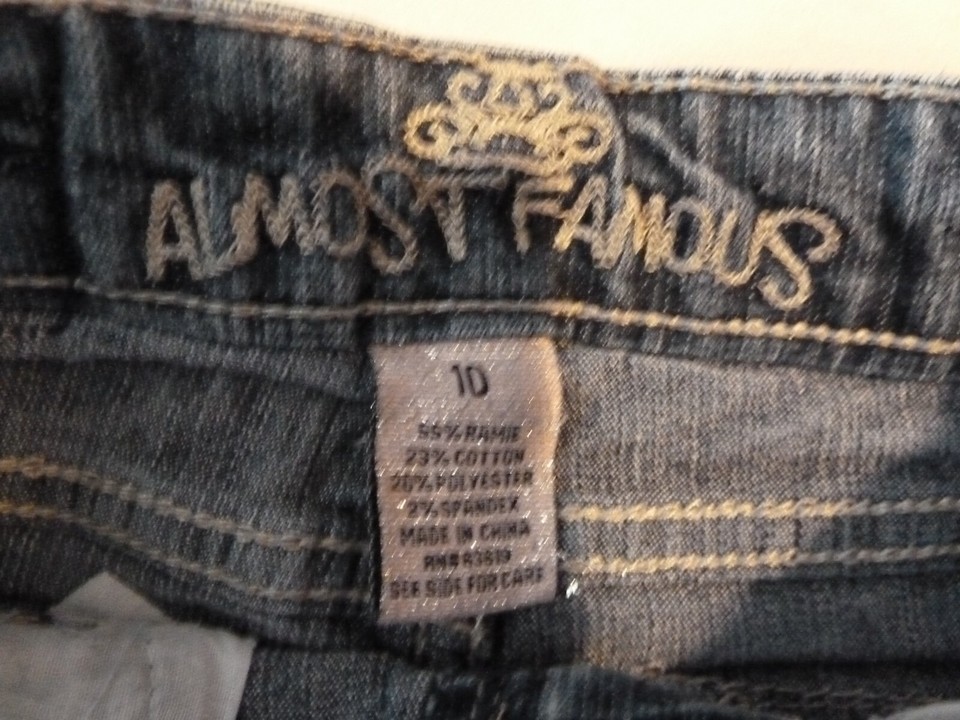 ALMOST FAMOUS
10
55% RAMIE
23% COTTON
20% POLYESTER
2% SPANDEX
MADE IN CHINA
SEE SIDE FOR CARE